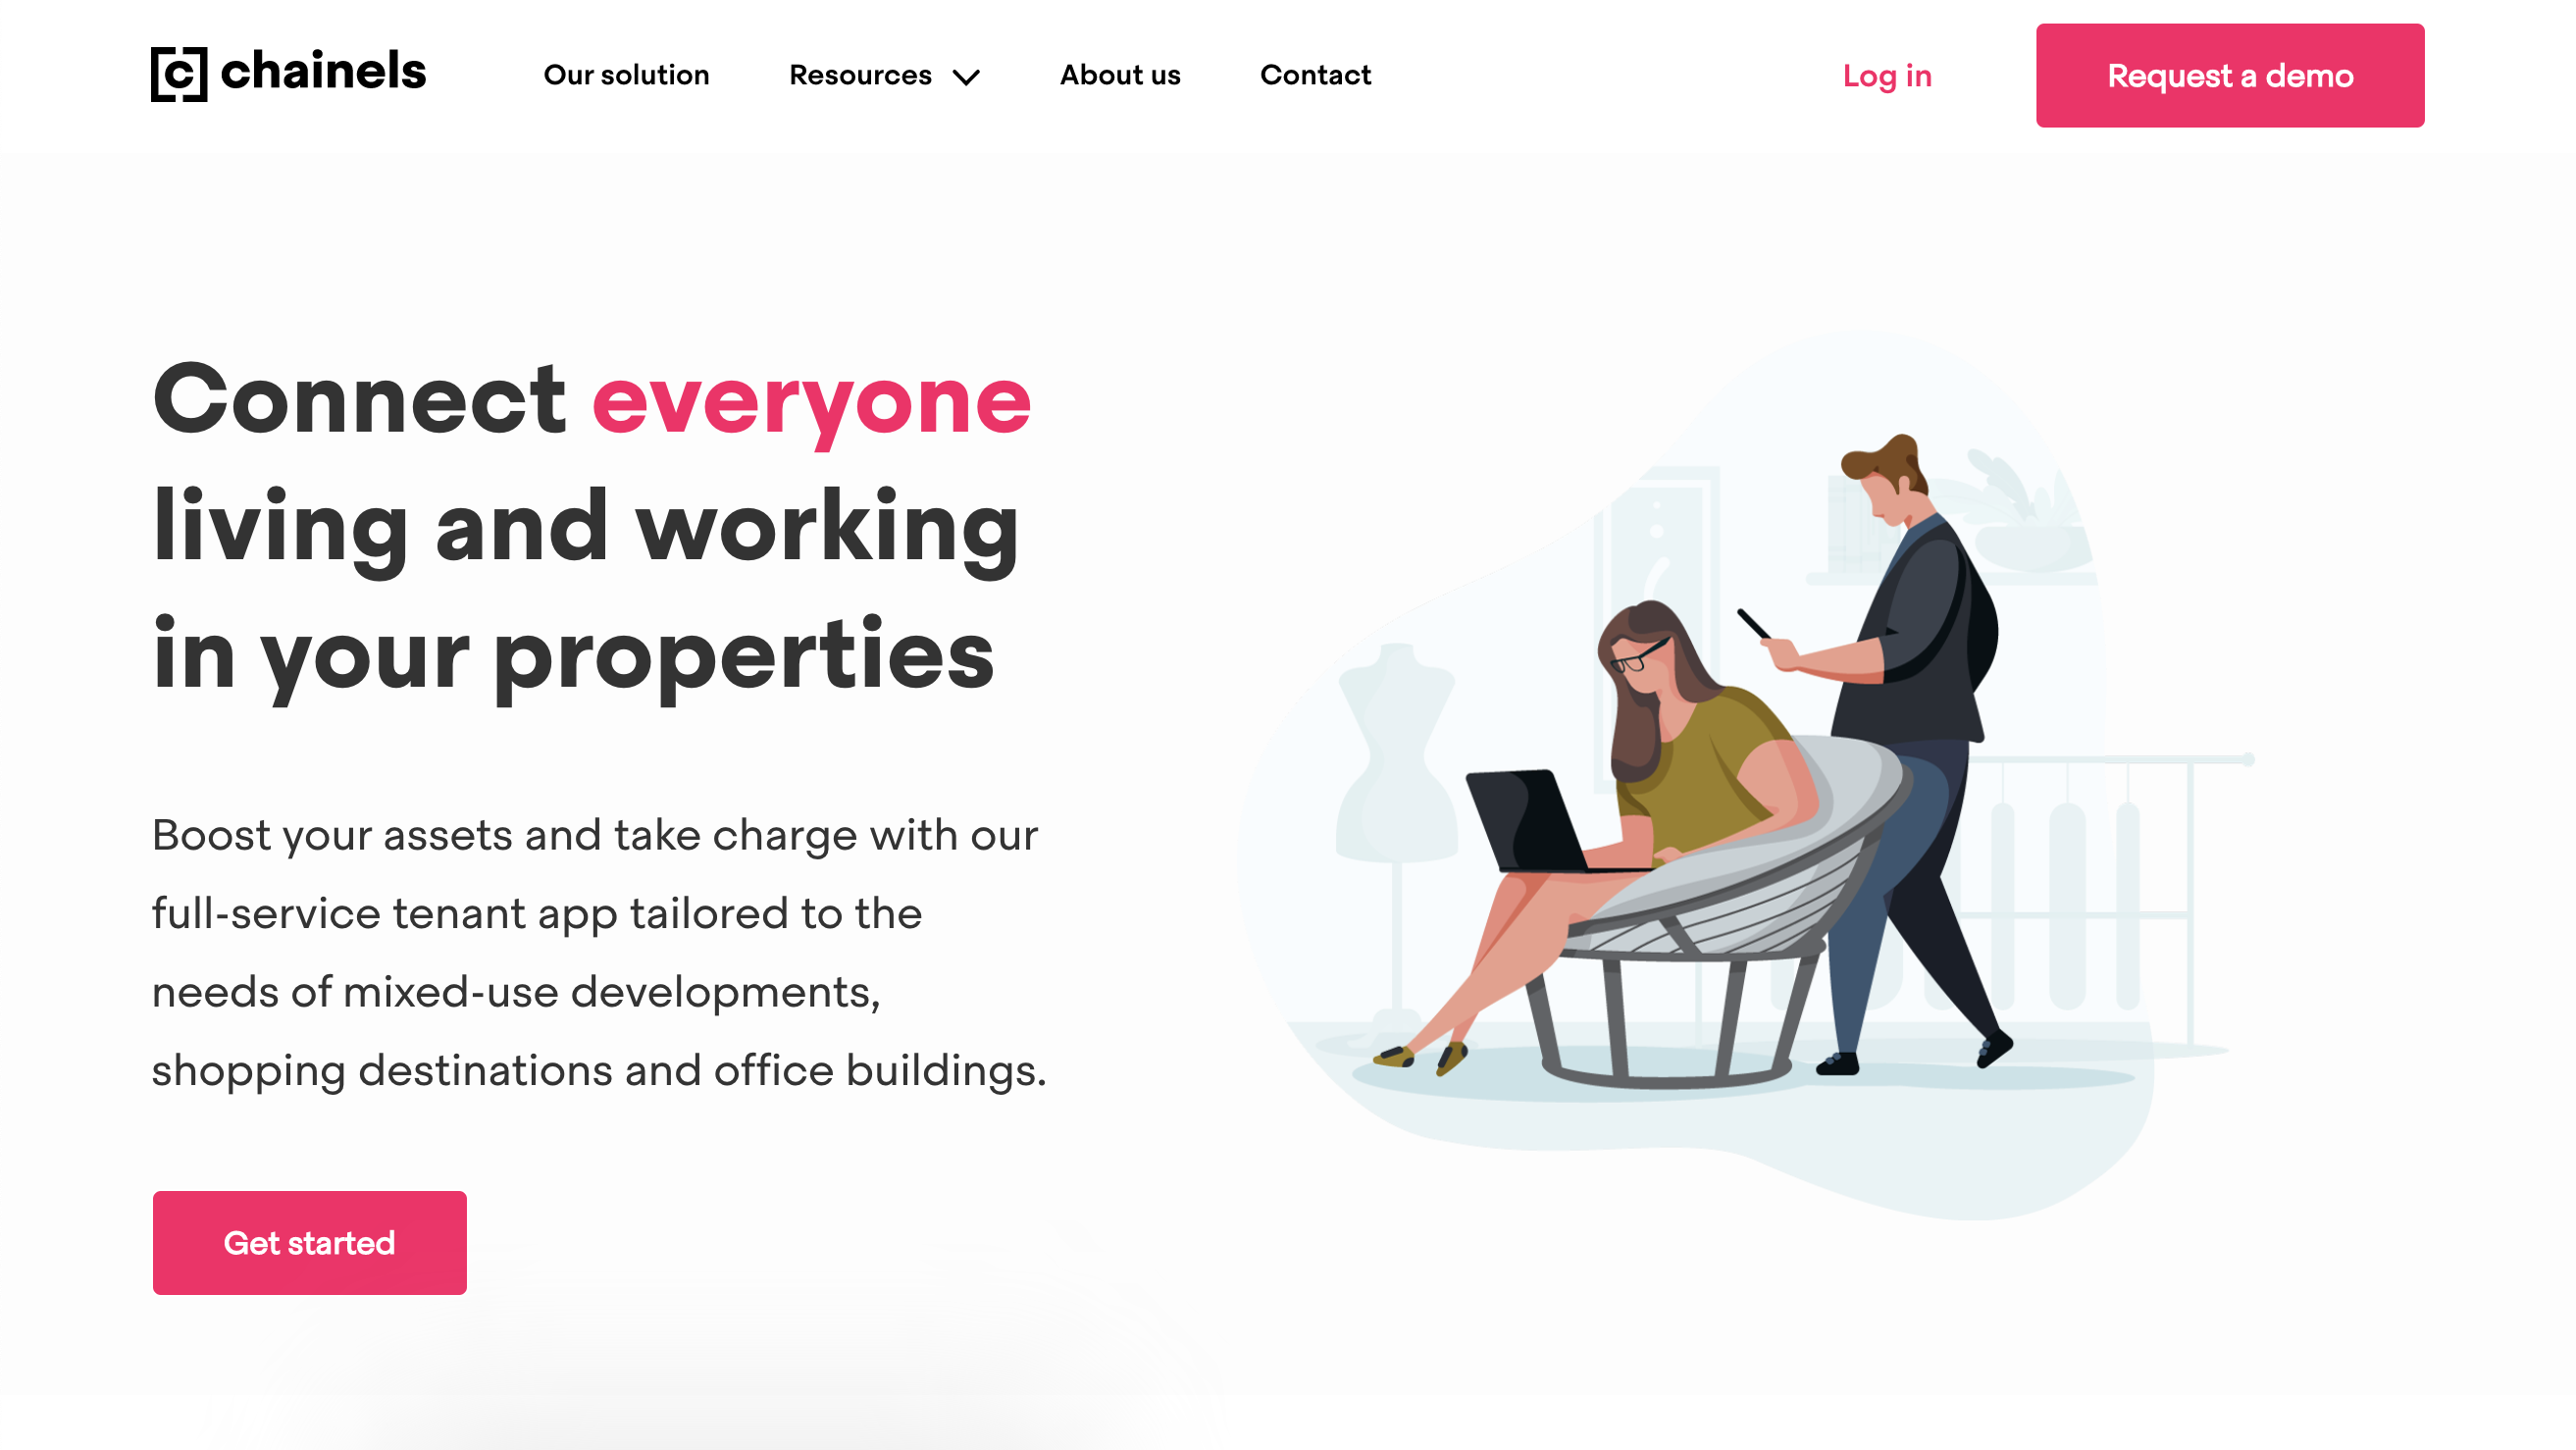 chainels
Our solution
Resources
About us
Contact
Log in
Request a demo
Connect everyone
living and working
in your properties
Boost your assets and take charge with our
full-service tenant app tailored to the
needs of mixed-use developments,
shopping destinations and office buildings.
Get started